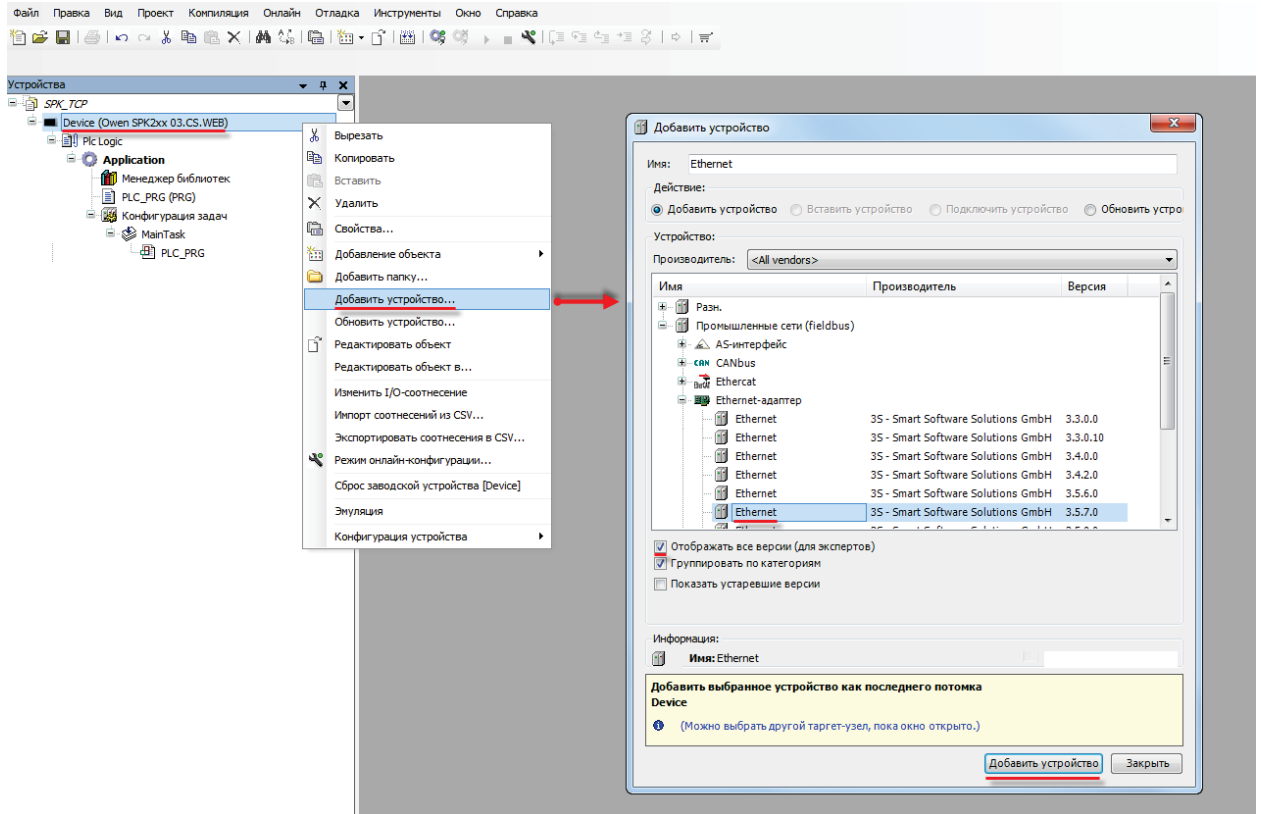 Файл Правка Вид Проект Компиляция Онлайн Отладка Инструменты Окно Справка
Устройства
SPK_TCP
Device (Owen SPK2xx 03.CS.WEB)
Plc Logic
Application
Менеджер библиотек
PLC_PRG (PRG)
Конфигурация задач
MainTask
PLC_PRG
Вырезать
Копировать
Вставить
Удалить
Свойства...
Добавление объекта
Добавить папку...
Добавить устройство...
Обновить устройство...
Редактировать объект
Редактировать объект в...
Изменить I/O-соотнесение
Импорт соотнесений из CSV...
Экспортировать соотнесения в CSV...
Режим онлайн-конфигурации...
Сброс заводской устройства [Device]
Эмуляция
Конфигурация устройства
Добавить устройство
Имя: Ethernet
Действие:
Добавить устройство Вставить устройство Подключить устройство Обновить устро
Устройство:
Производитель: <All vendors>
Имя Производитель Версия
Разн.
Промышленные сети (fieldbus)
AS-интерфейс
CAN CANbus
Ethercat
Ethernet-адаптер
Ethernet 3S - Smart Software Solutions GmbH 3.3.0.0
Ethernet 3S - Smart Software Solutions GmbH 3.3.0.10
Ethernet 3S - Smart Software Solutions GmbH 3.4.0.0
Ethernet 3S - Smart Software Solutions GmbH 3.4.2.0
Ethernet 3S - Smart Software Solutions GmbH 3.5.6.0
Ethernet 3S - Smart Software Solutions GmbH 3.5.7.0
Отображать все версии (для экспертов)
Группировать по категориям
Показать устаревшие версии
Информация:
Имя: Ethernet
Добавить выбранное устройство как последнего потомка
Device
(Можно выбрать другой таргет-узел, пока окно открыто.)
Добавить устройство Закрыть